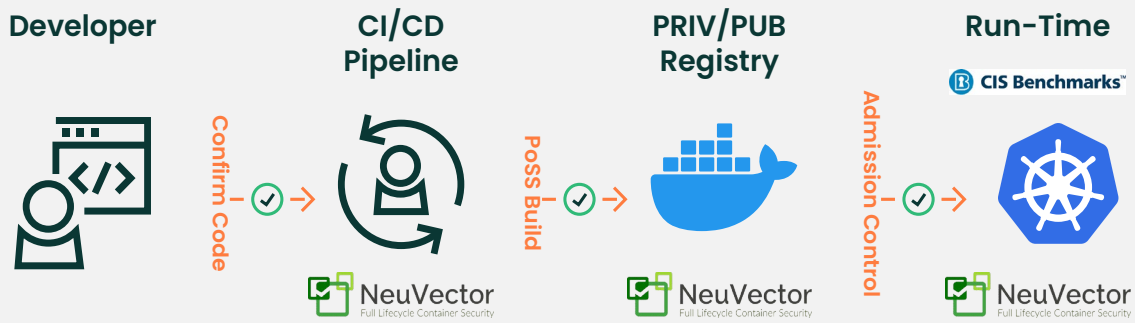 Developer
CI/CD
Pipeline
PRIV/PUB
Registry
Run-Time
CIS Benchmarks™
Confirm Code
PoSS Build
Admission Control
</>
NeuVector
Full Lifecycle Container Security
NeuVector
Full Lifecycle Container Security
NeuVector
Full Lifecycle Container Security